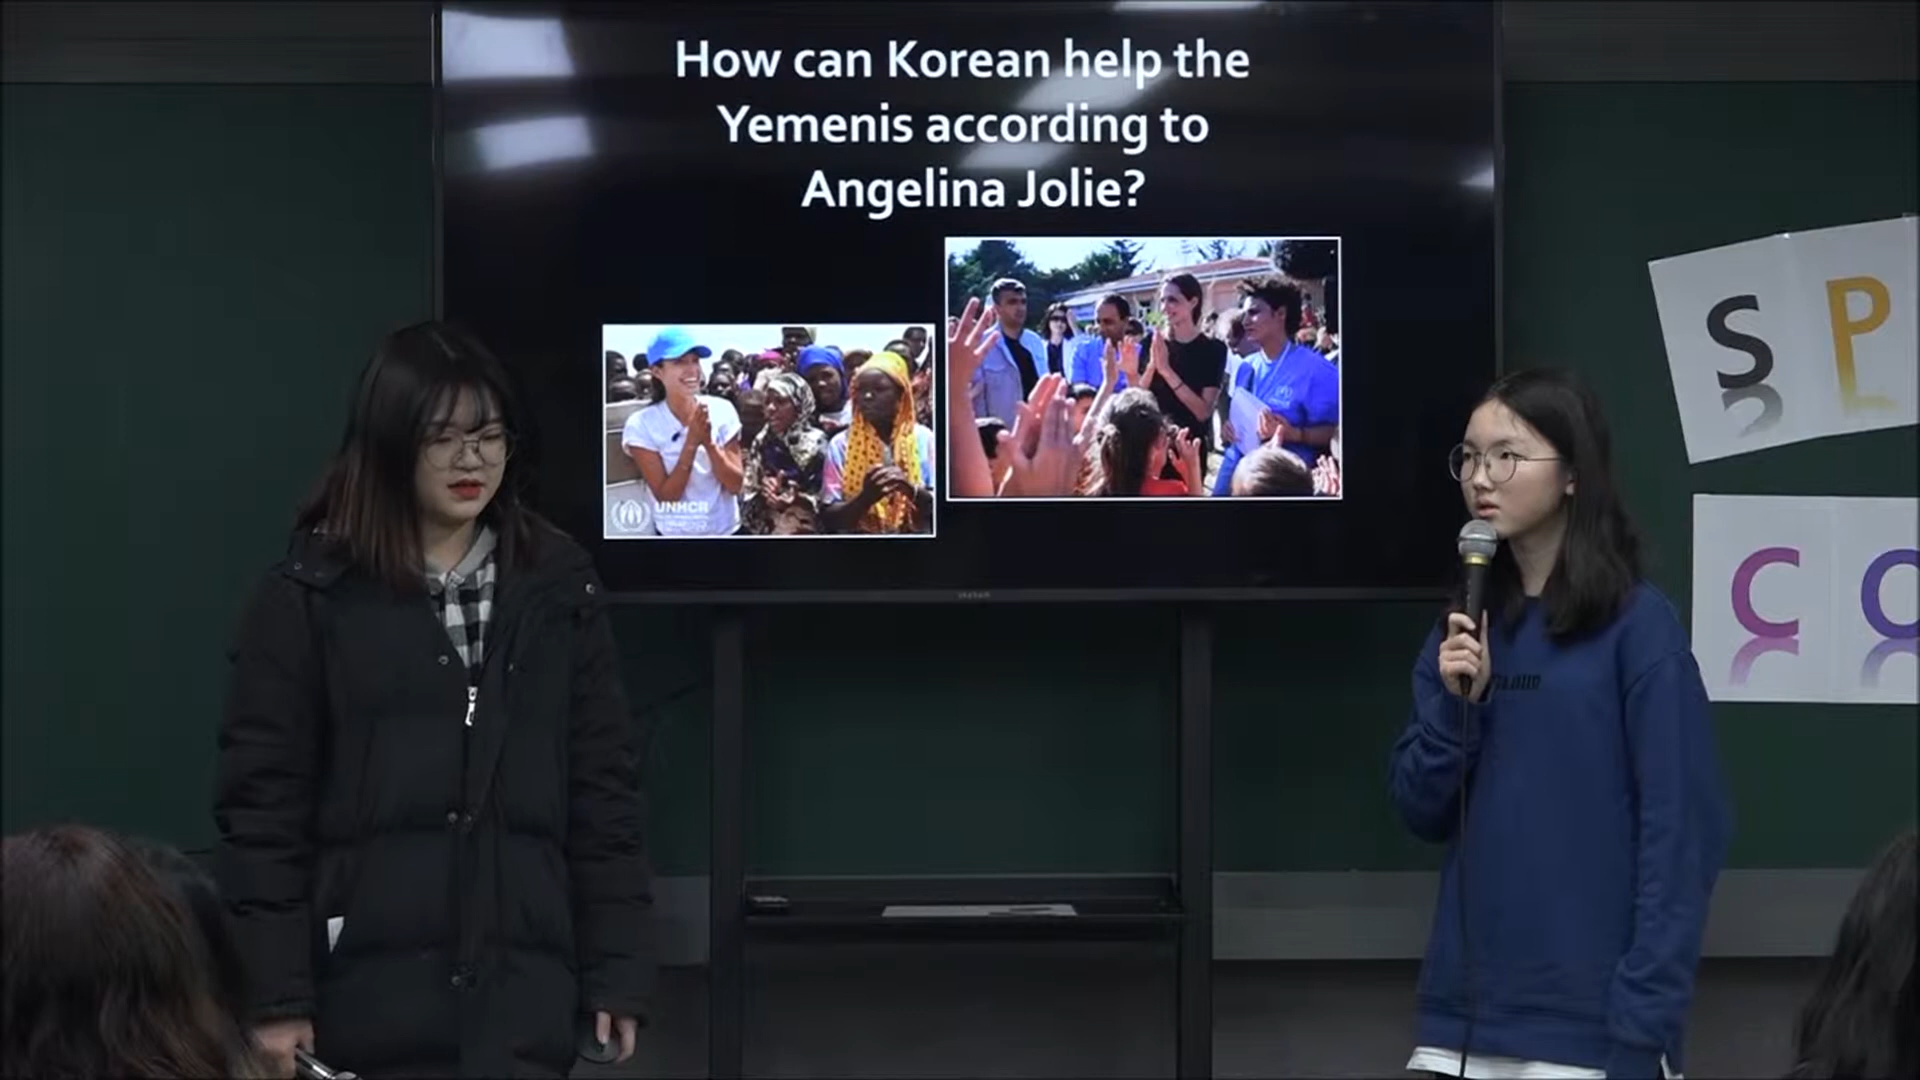 How can Korean help the
Yemenis according to
Angelina Jolie?
UNHCR
S P
C O